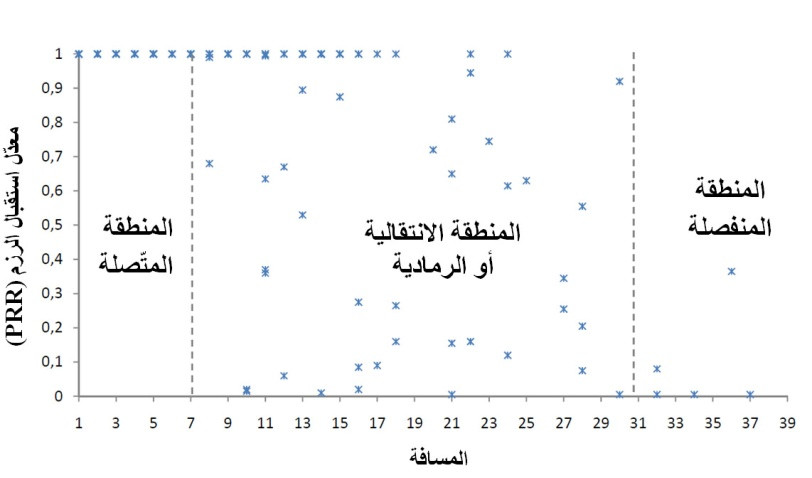 معدّل استقبال الرزم (PRR)
1
0,9
0,8
0,7
0,6
0,5
0,4
0,3
0,2
0,1
0
المنطقة
المتّصلة
المنطقة الانتقالية
أو الرمادية
المنطقة
المنفصلة
1 3 5 7 9 11 13 15 17 19 21 23 25 27 29 31 33 35 37 39
المسافة